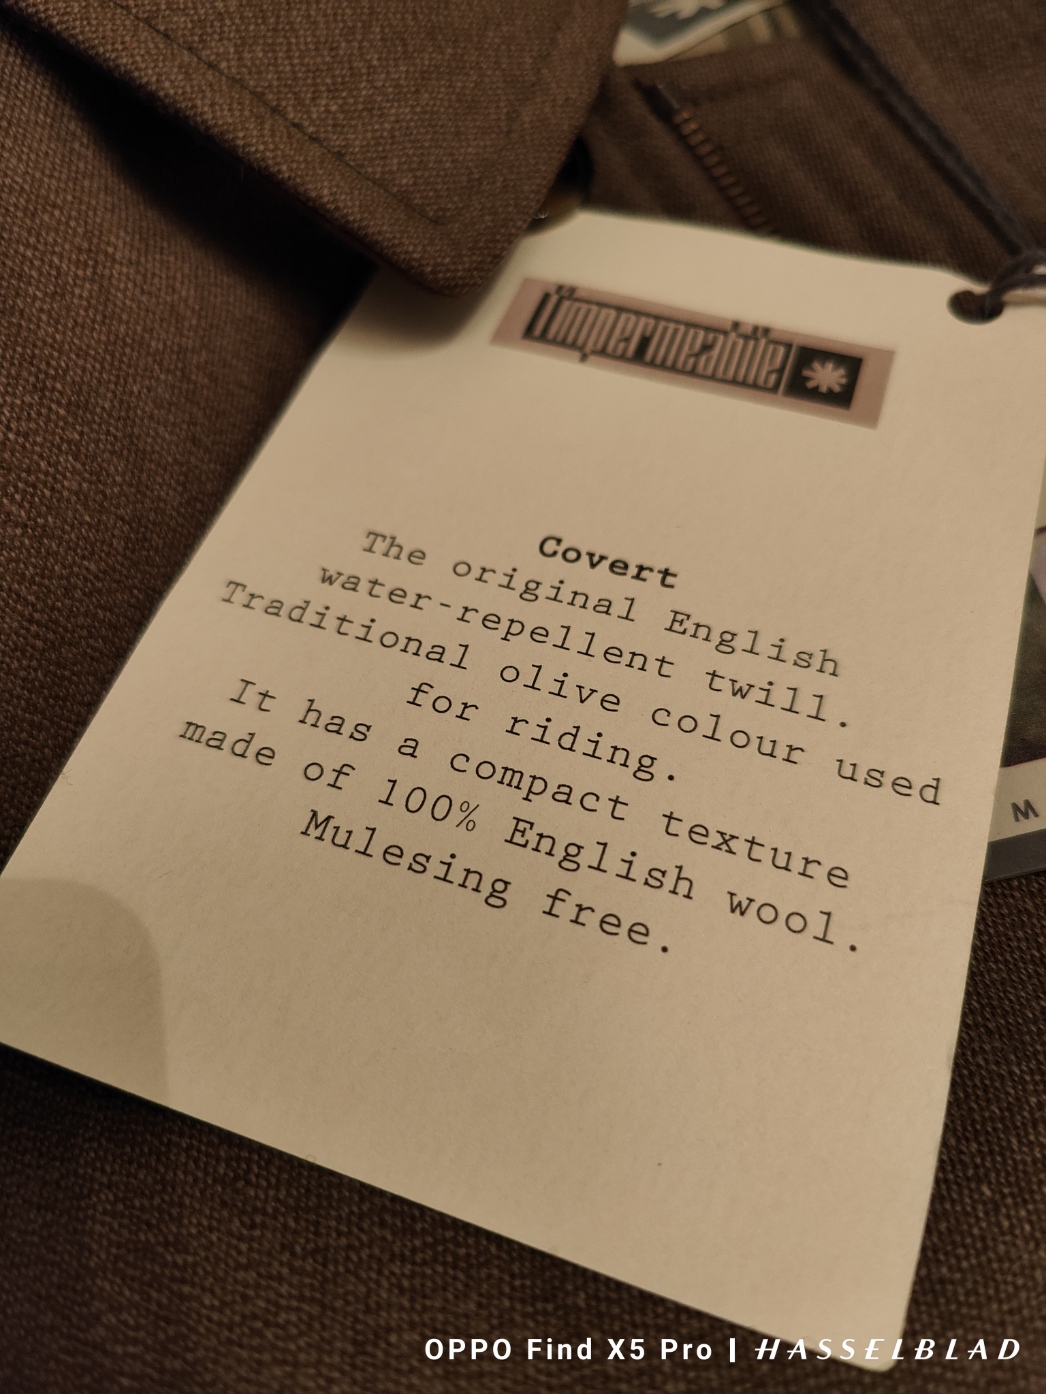 L'impermeabile
Covert
The original English
water-repellent twill.
Traditional olive colour used
for riding.
It has a compact texture
made of 100% English wool.
Mulesing free.
M
OPPO Find X5 Pro | HASSELBLAD